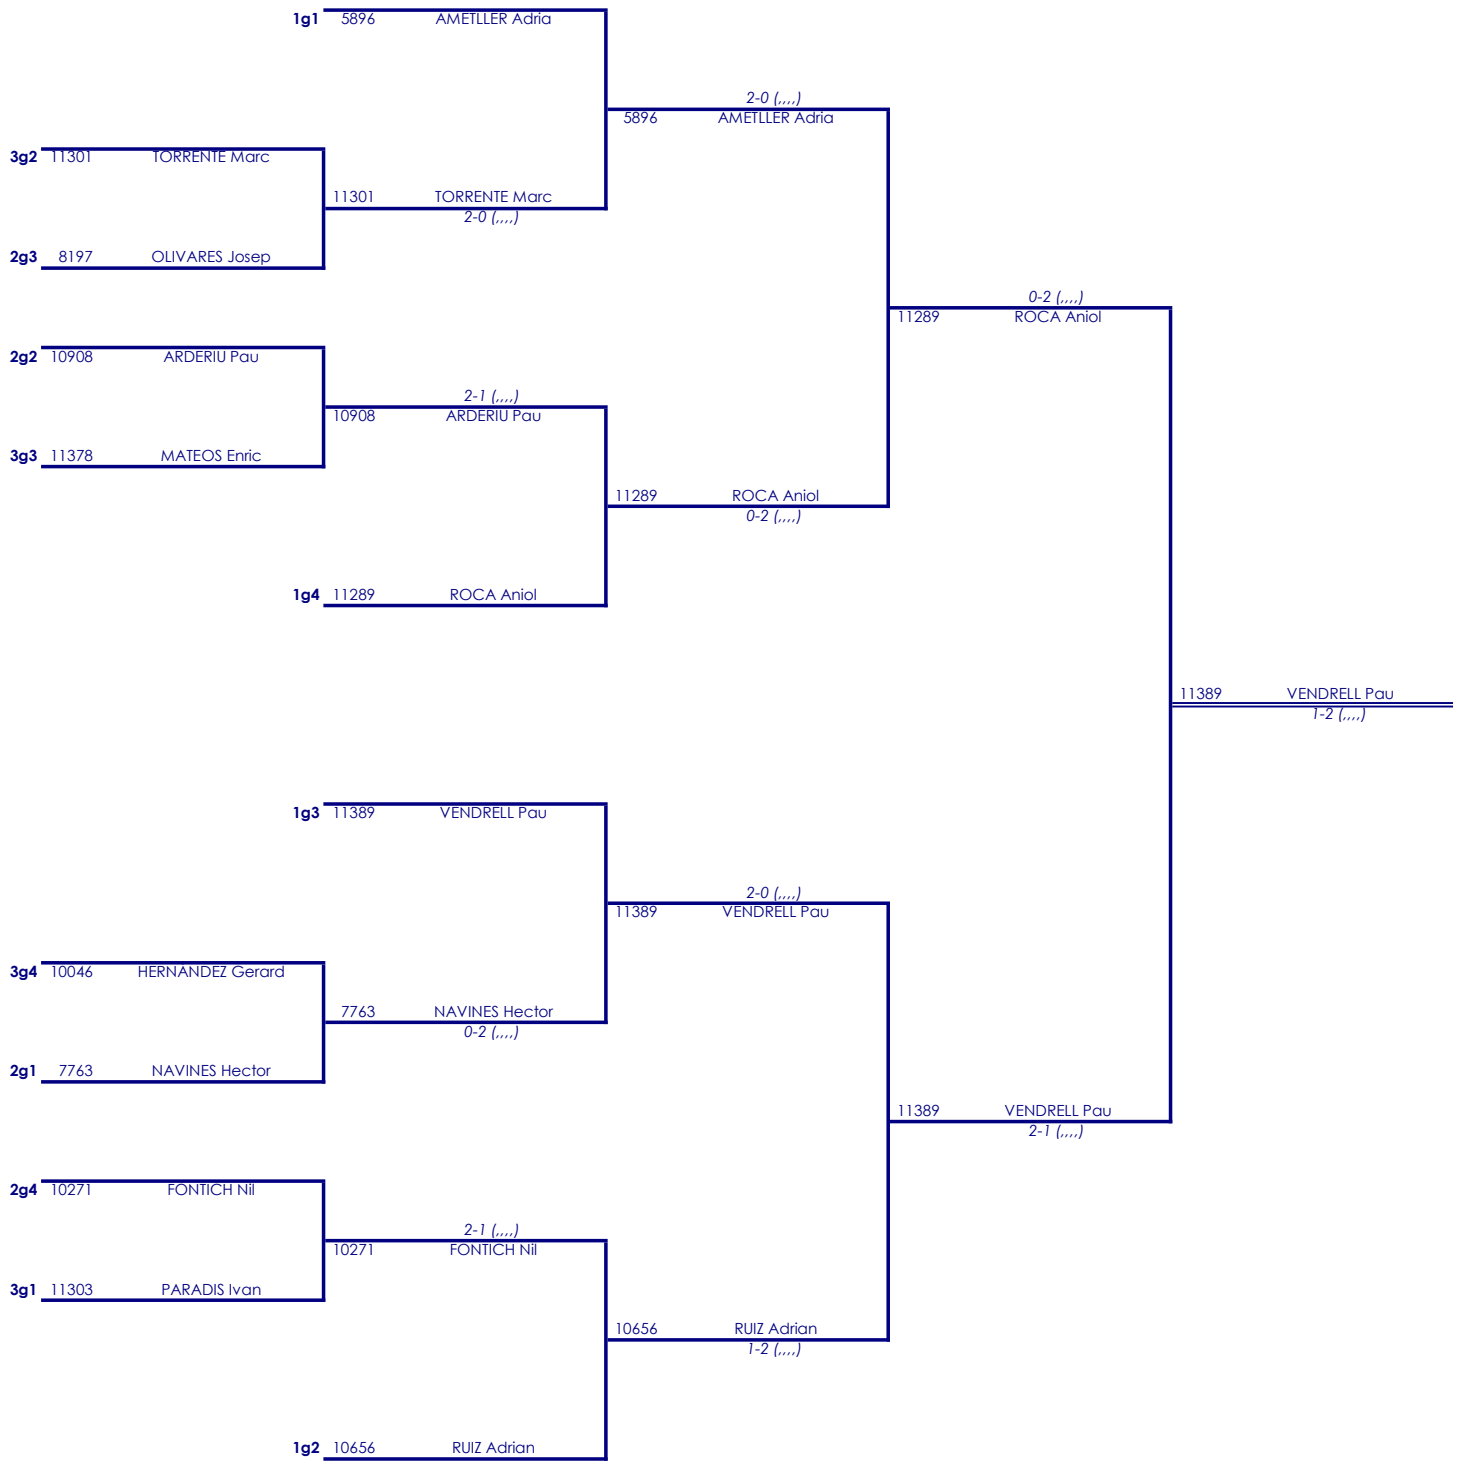 1g1 5896 AMETLLER Adria
2-0 (,,,,)
5896 AMETLLER Adria
3g2 11301 TORRENTE Marc
11301 TORRENTE Marc
2-0 (,,,,)
2g3 8197 OLIVARES Josep
0-2 (,,,,)
11289 ROCA Aniol
2g2 10908 ARDERIU Pau
2-1 (,,,,)
10908 ARDERIU Pau
3g3 11378 MATEOS Enric
11289 ROCA Aniol
0-2 (,,,,)
1g4 11289 ROCA Aniol
11389 VENDRELL Pau
1-2 (,,,,)
1g3 11389 VENDRELL Pau
2-0 (,,,,)
11389 VENDRELL Pau
3g4 10046 HERNANDEZ Gerard
7763 NAVINES Hector
0-2 (,,,,)
2g1 7763 NAVINES Hector
11389 VENDRELL Pau
2-1 (,,,,)
2g4 10271 FONTICH Nil
2-1 (,,,,)
10271 FONTICH Nil
3g1 11303 PARADIS Ivan
10656 RUIZ Adrian
1-2 (,,,,)
1g2 10656 RUIZ Adrian